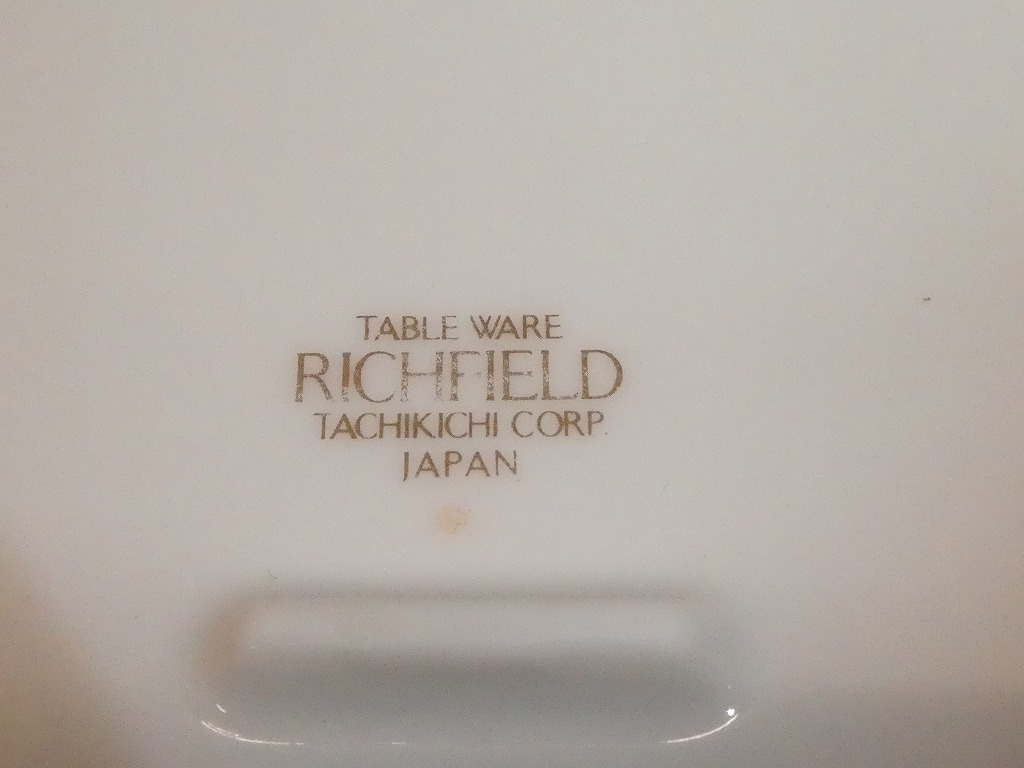 TABLE WARE
RICHFIELD
TACHIKICHI CORP.
JAPAN